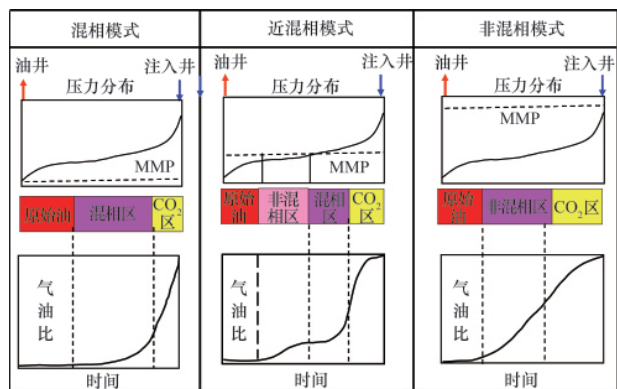 混相模式
油井
注入井
压力分布
MMP
原始油
混相区
CO2
区
气
油
比
时间
近混相模式
油井
注入井
压力分布
MMP
原始
油
非混
相区
混相
区
CO2
区
气
油
比
时间
非混相模式
油井
注入井
压力分布
MMP
原始油
非混相区
CO2区
气
油
比
时间